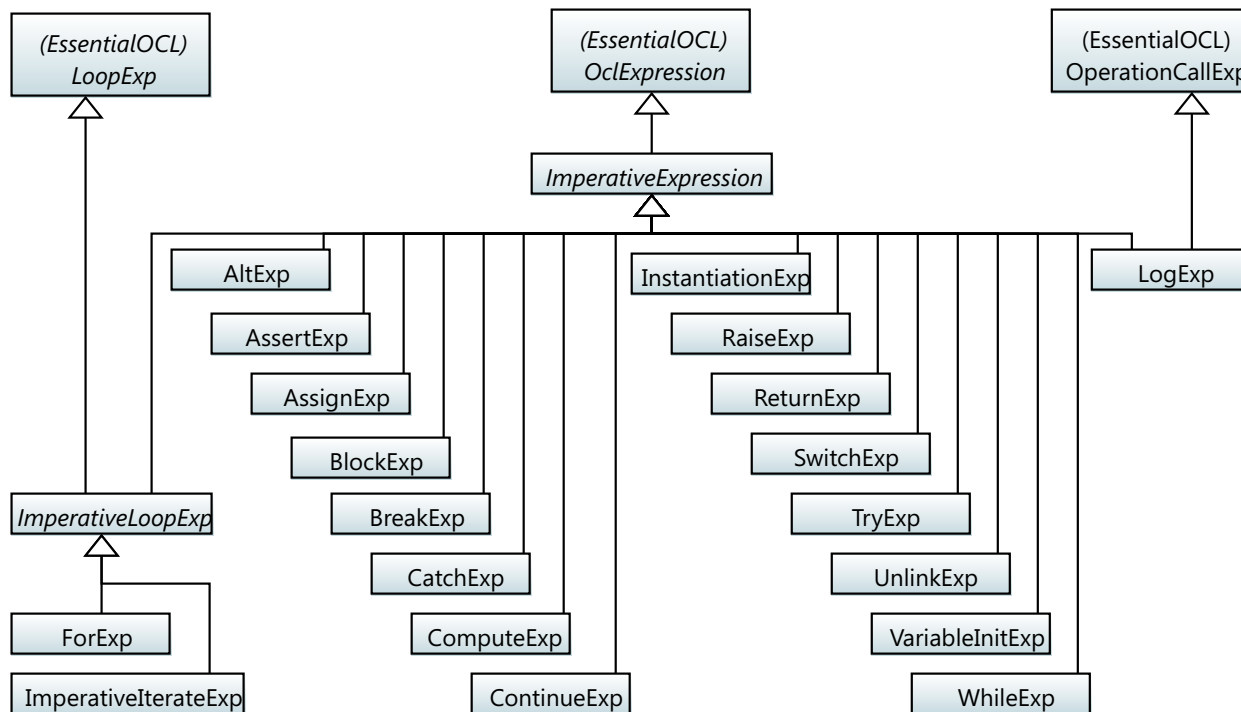 (EssentialOCL)
LoopExp
(EssentialOCL)
OclExpression
(EssentialOCL)
OperationCallExp
ImperativeExpression
AltExp
InstantiationExp
LogExp
AssertExp
RaiseExp
AssignExp
ReturnExp
BlockExp
SwitchExp
ImperativeLoopExp
BreakExp
TryExp
CatchExp
UnlinkExp
ForExp
ComputeExp
VariableInitExp
ImperativeIterateExp
ContinueExp
WhileExp